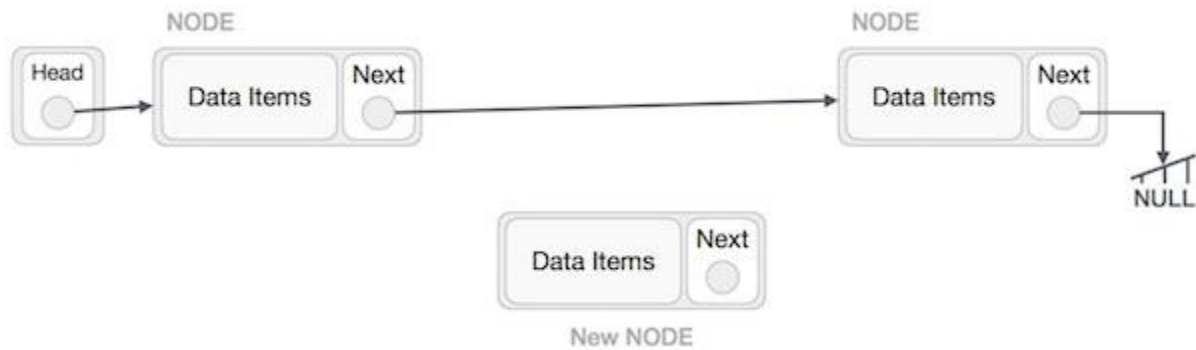 NODE
NODE
Head
Data Items
Next
Data Items
Next
NULL
Data Items
Next
New NODE